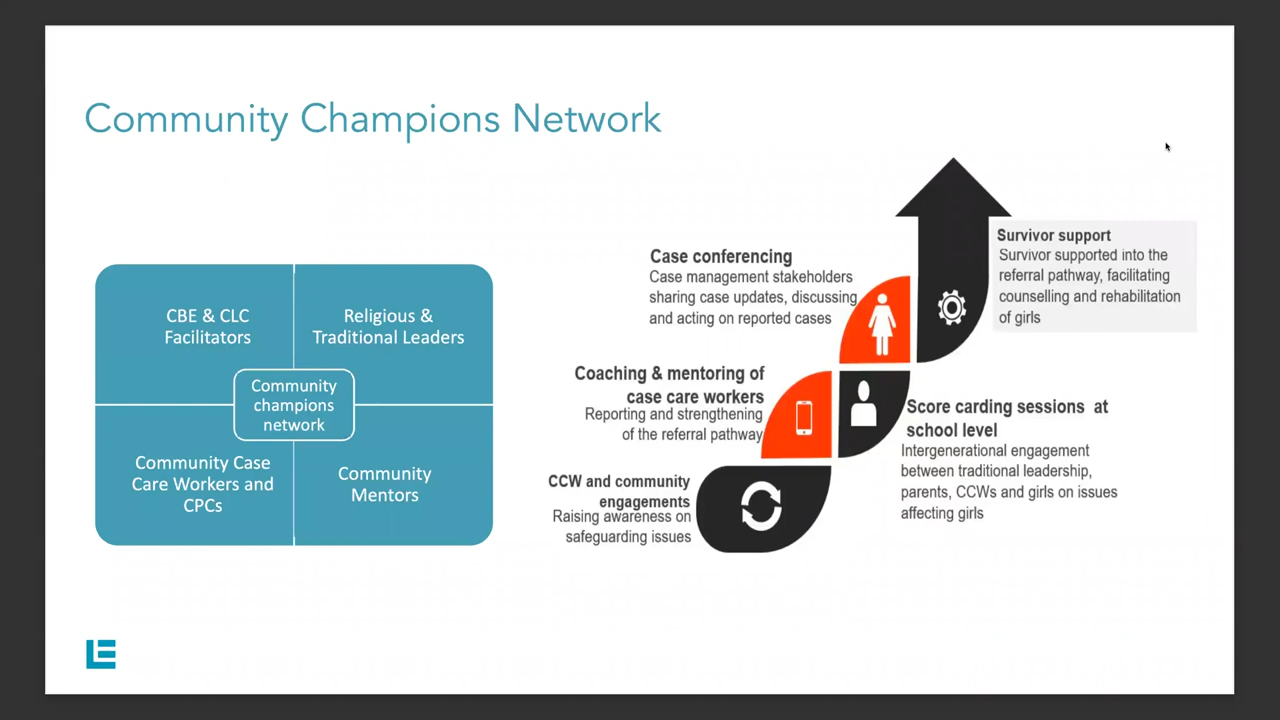 Community Champions Network
CBE & CLC
Facilitators
Religious &
Traditional Leaders
Community
champions
network
Community Case
Care Workers and
CPCs
Community
Mentors
Case conferencing
Case management stakeholders
sharing case updates, discussing
and acting on reported cases
Survivor support
Survivor supported into the
referral pathway, facilitating
counselling and rehabilitation
of girls
Coaching & mentoring of
case care workers
Reporting and strengthening
of the referral pathway
Score carding sessions at
school level
Intergenerational engagement
between traditional leadership,
parents, CCWs and girls on issues
affecting girls
CCW and community
engagements
Raising awareness on
safeguarding issues
LE